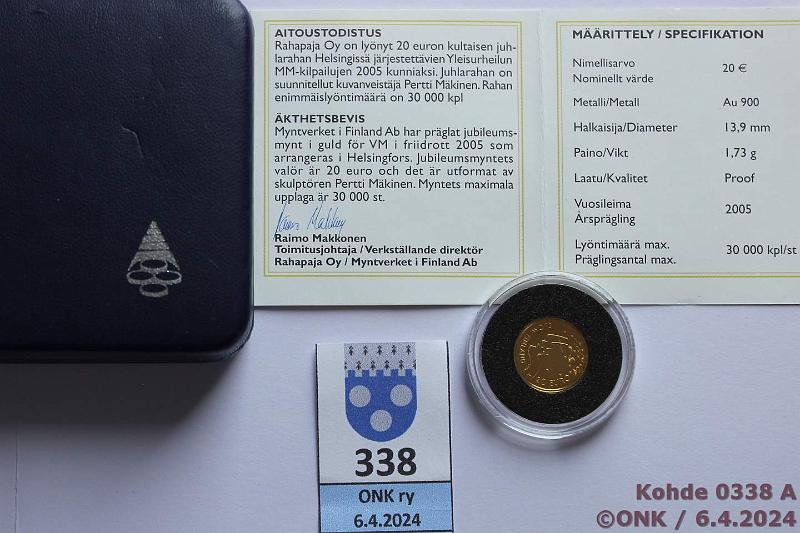 AITOUSTODISTUS
Rahapaja Oy on lyönyt 20 euron kultaisen juh-
larahan Helsingissä järjestettävien Yleisurheilun
MM-kilpailujen 2005 kunniaksi. Juhlarahan on
suunnitellut kuvanveistäjä Pertti Mäkinen. Rahan
enimmäislyöntimäärä on 30 000 kpl
ÄKTHETSBEVIS
Myntverket i Finland Ab har präglat jubileums-
mynt i guld för VM i friidrott 2005 som
arrangeras i Helsingfors. Jubileumsmyntets
valör är 20 euro och det är utformat av
skulptören Pertti Mäkinen. Myntets maximala
upplaga är 30 000 st.
Raimo Makkonen
Toimitusjohtaja / Verkställande direktör
Rahapaja Oy / Myntverket i Finland Ab
MÄÄRITTELY / SPECIFIKATION
Nimellisarvo
Nominellt värde 20 €
Metalli/Metall Au 900
Halkaisija/Diameter 13,9 mm
Paino/Vikt 1,73 g
Laatu/Kvalitet Proof
Vuosileima
Årsprägling 2005
Lyöntimäärä max.
Präglingsantal max. 30 000 kpl/st
20 EURO
338
ONK ry
6.4.2024
Kohde 0338 A
©ONK / 6.4.2024